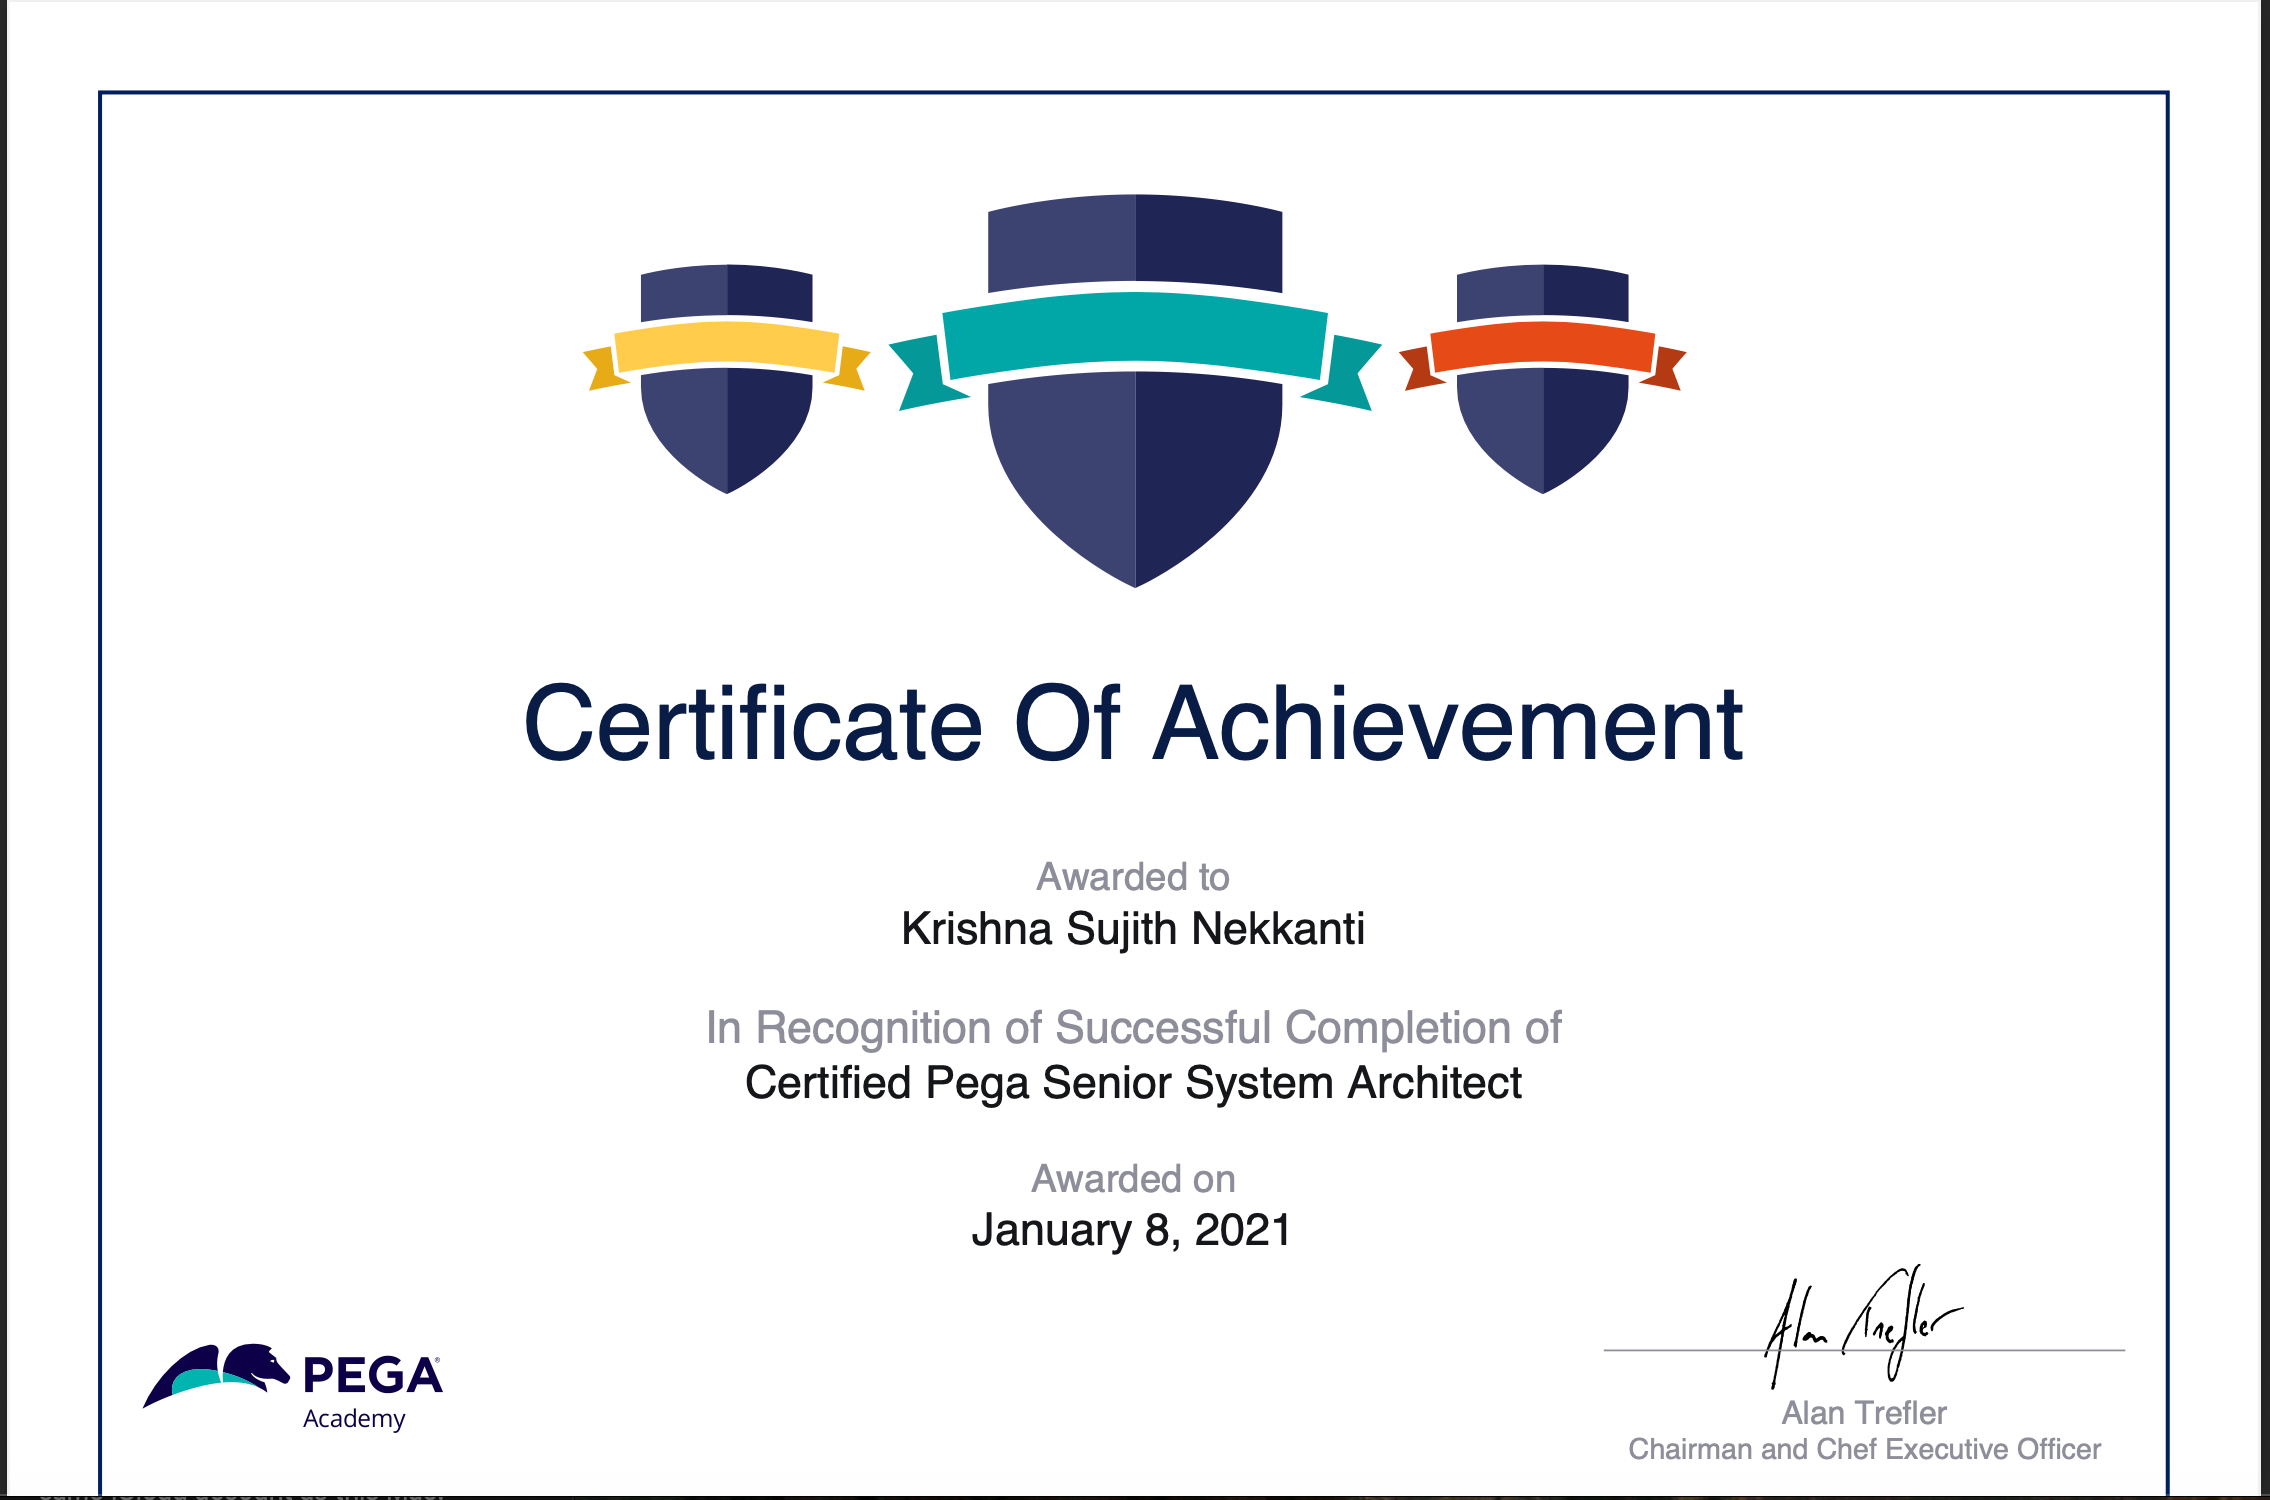 Certificate Of Achievement
Awarded to
Krishna Sujith Nekkanti
In Recognition of Successful Completion of
Certified Pega Senior System Architect
Awarded on
January 8, 2021
Alan Trefler
PEGA®
Academy
Alan Trefler
Chairman and Chef Executive Officer